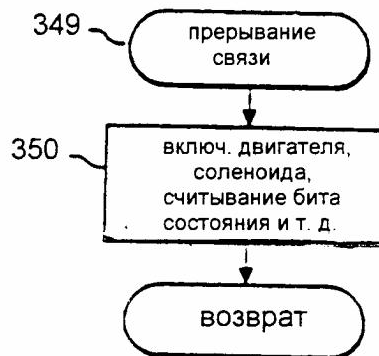 349
прерывание
связи
350
включ. двигателя,
соленоида,
считывание бита
состояния и т. д.
возврат